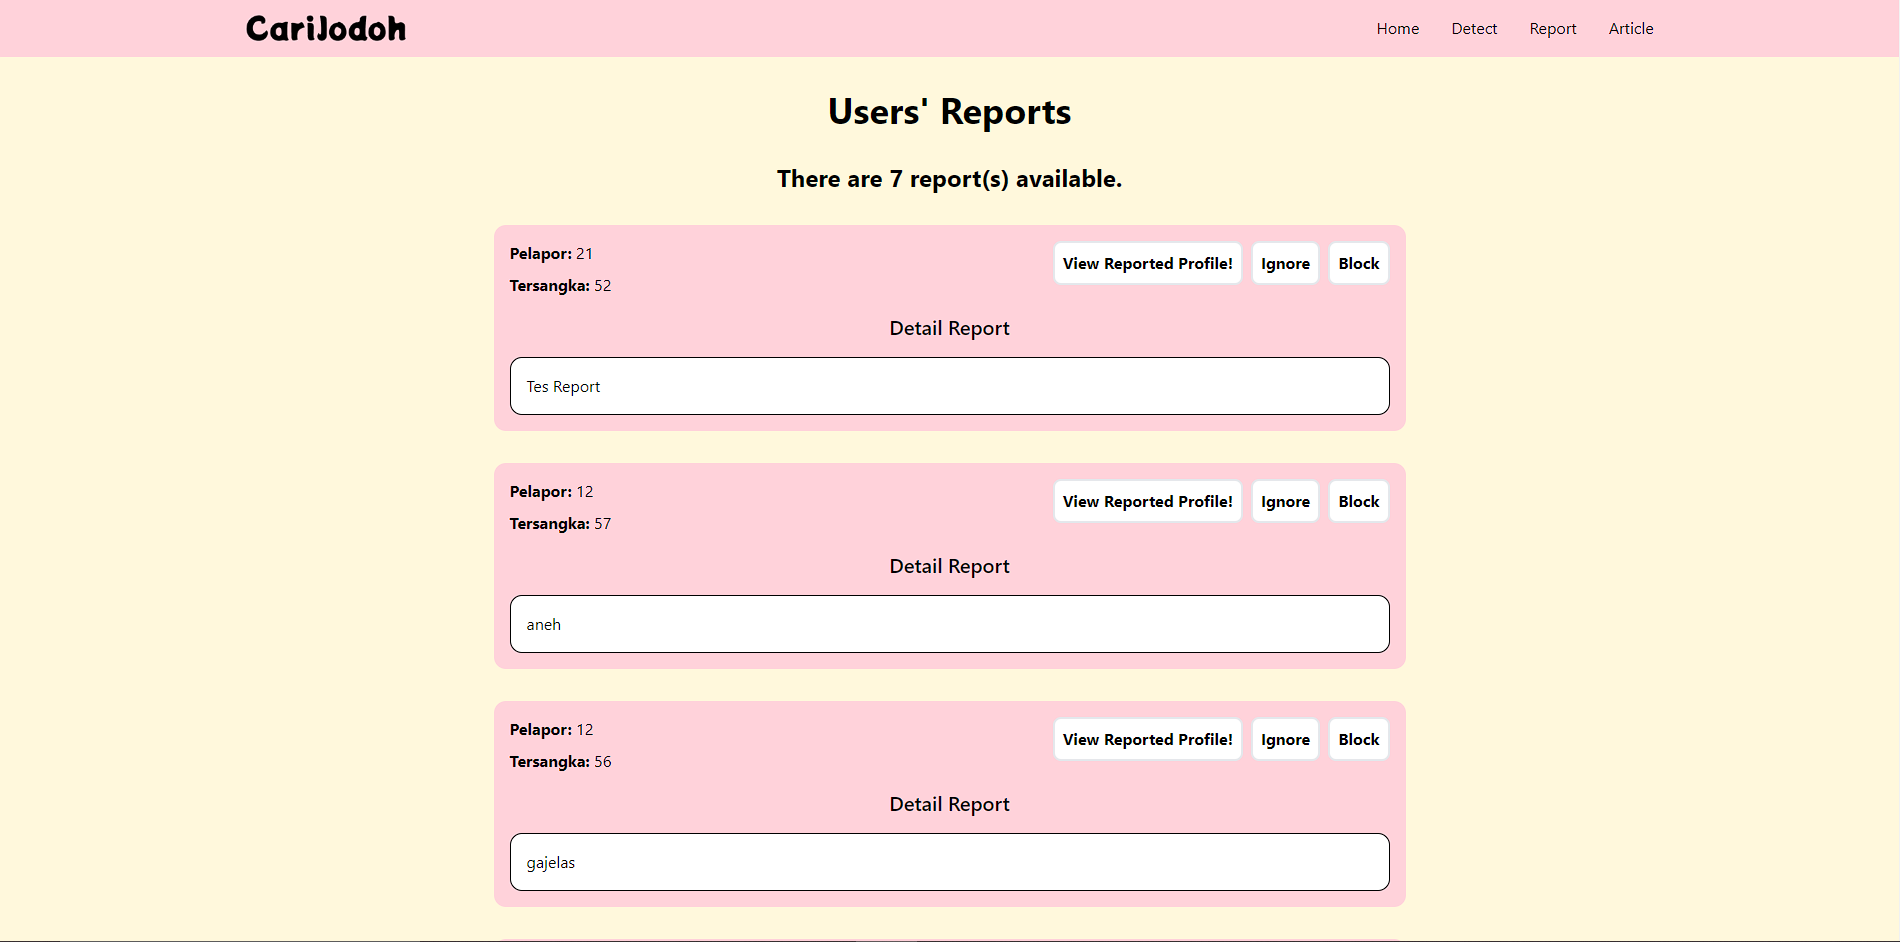 CariJodoh
Home Detect Report Article
Users' Reports
There are 7 report(s) available.
Pelapor: 21
View Reported Profile! Ignore Block
Tersangka: 52
Detail Report
Tes Report
Pelapor: 12
View Reported Profile! Ignore Block
Tersangka: 57
Detail Report
aneh
Pelapor: 12
View Reported Profile! Ignore Block
Tersangka: 56
Detail Report
gajelas